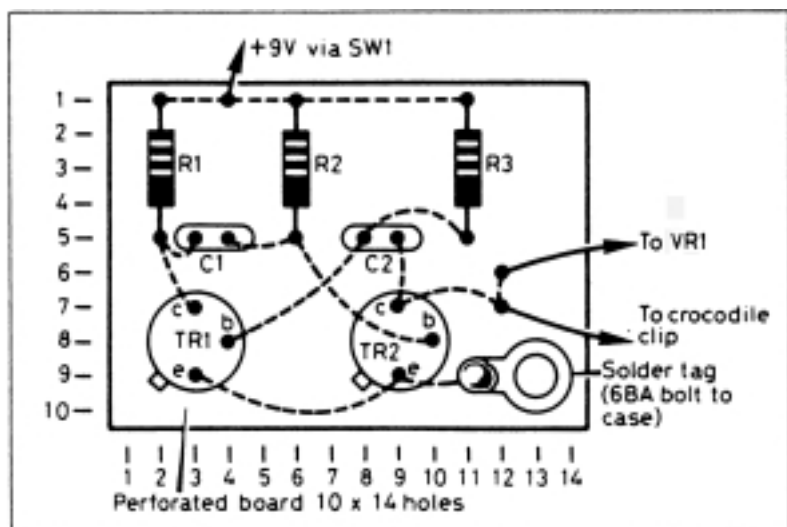 +9V via SW1
1
2
3
4
5
6
7
8
9
10
R1
R2
R3
C1
C2
To VR1
To crocodile
clip
c
b
TR1
e
c
b
TR2
e
Solder tag
(6BA bolt to
case)
1 2 3 4 5 6 7 8 9 10 11 12 13 14
Perforated board 10 x 14 holes